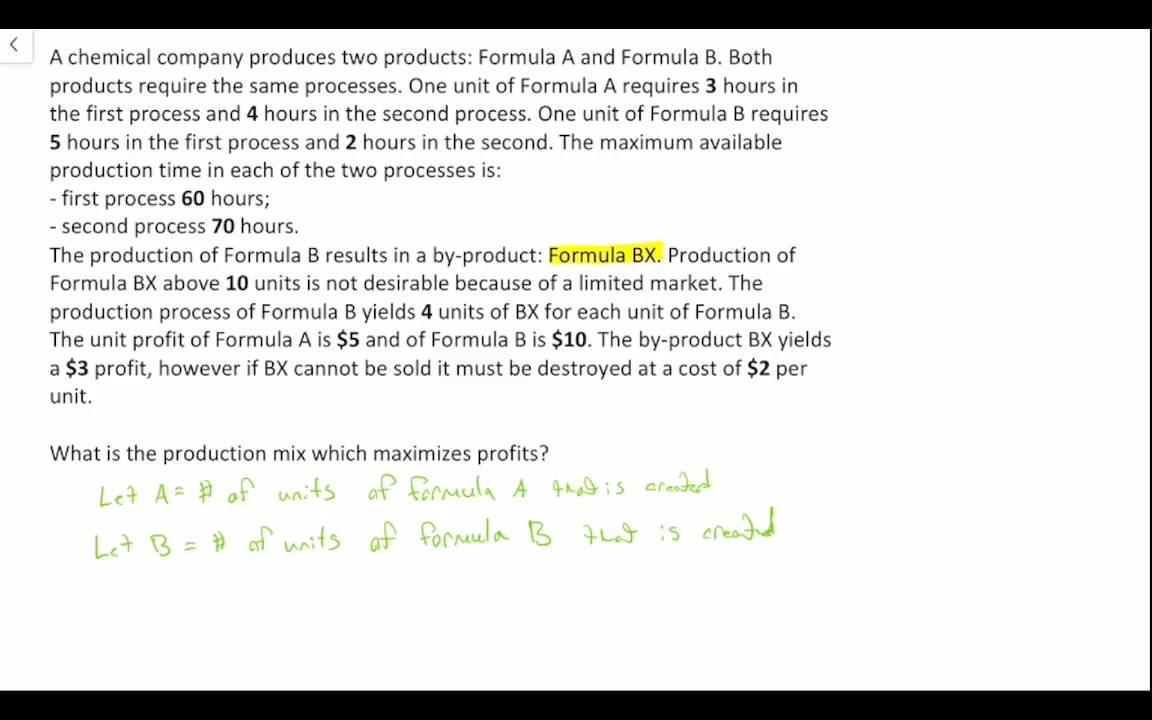 A chemical company produces two products: Formula A and Formula B. Both
products require the same processes. One unit of Formula A requires 3 hours in
the first process and 4 hours in the second process. One unit of Formula B requires
5 hours in the first process and 2 hours in the second. The maximum available
production time in each of the two processes is:
- first process 60 hours;
- second process 70 hours.
The production of Formula B results in a by-product: Formula BX. Production of
Formula BX above 10 units is not desirable because of a limited market. The
production process of Formula B yields 4 units of BX for each unit of Formula B.
The unit profit of Formula A is $5 and of Formula B is $10. The by-product BX yields
a $3 profit, however if BX cannot be sold it must be destroyed at a cost of $2 per
unit.
What is the production mix which maximizes profits?
Let A = # of units of formula A that is created
Let B = # of units of formula B that is created